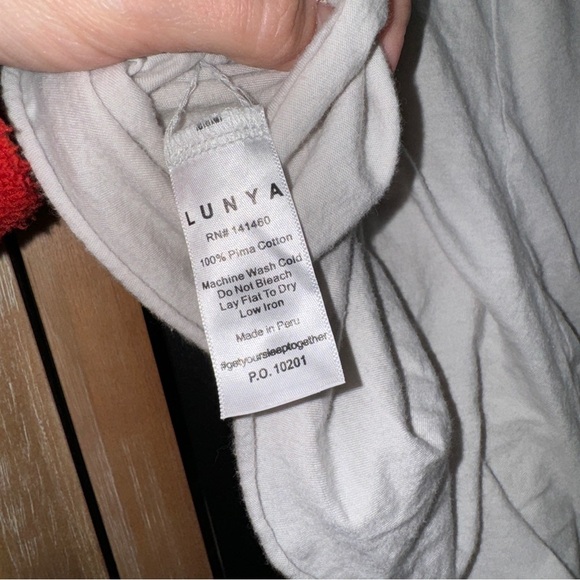 LUNYA
RN# 141460
100% Pima Cotton
Machine Wash Cold
Do Not Bleach
Lay Flat To Dry
Low Iron
Made in Peru
#getyoursleeptogether
P.O. 10201